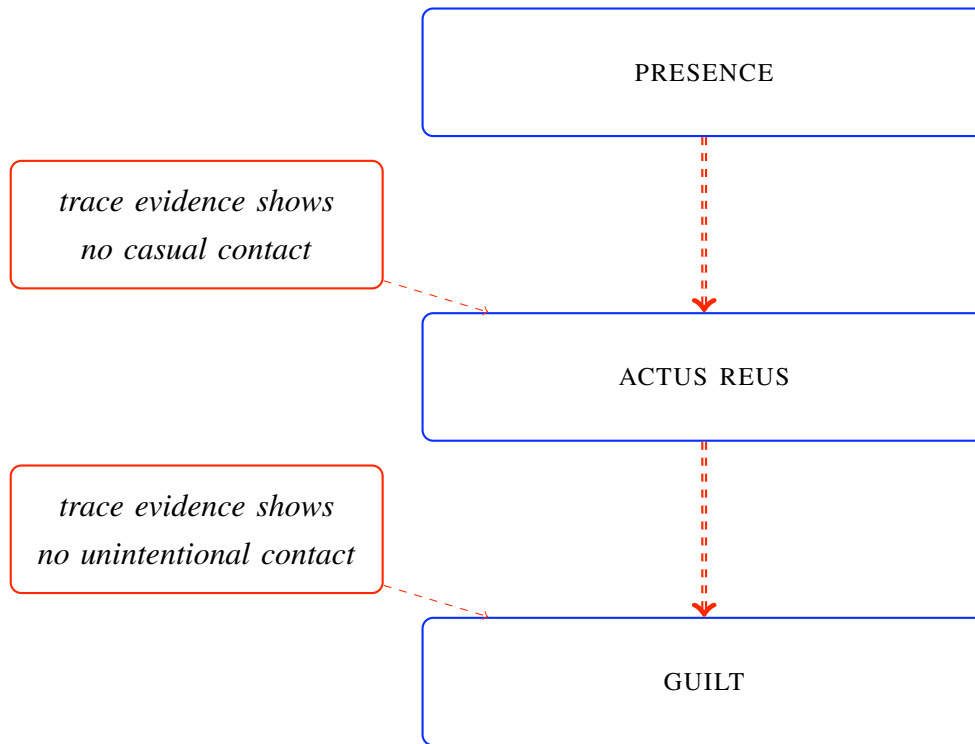 PRESENCE
trace evidence shows
no casual contact
ACTUS REUS
trace evidence shows
no unintentional contact
GUILT